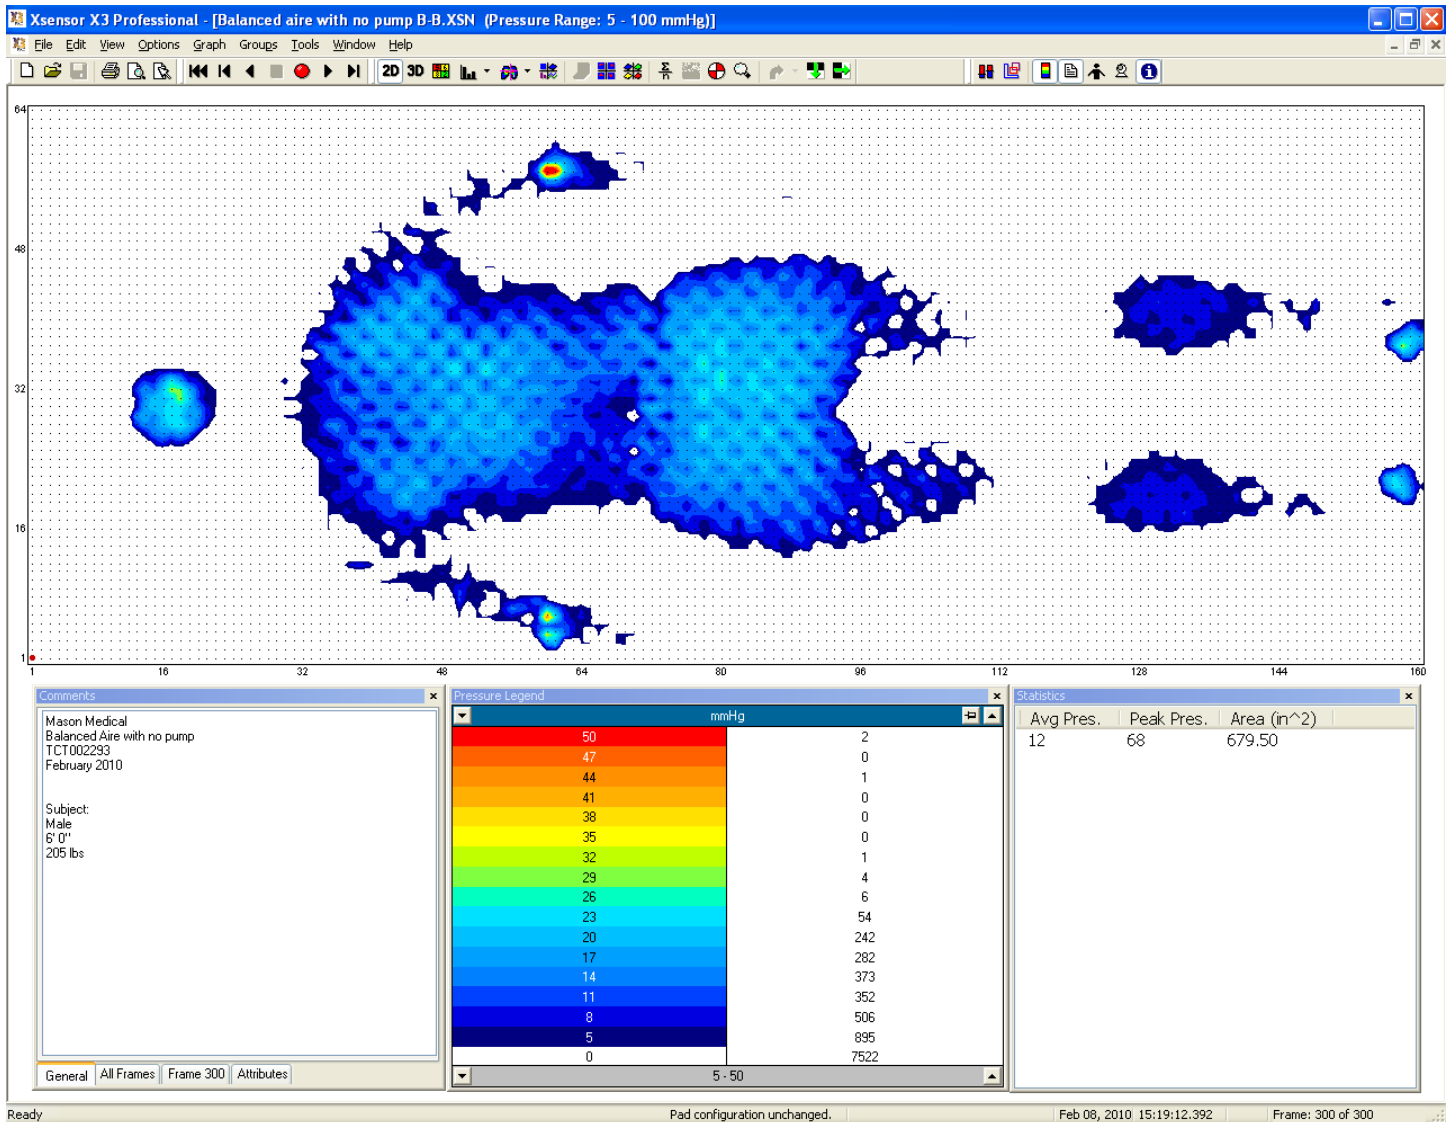 Xsensor X3 Professional - [Balanced aire with no pump B-B.XSN (Pressure Range: 5 - 100 mmHg)]
File Edit View Options Graph Groups Tools Window Help
2D 3D
64
48
32
16
1
1 16 32 48 64 80 96 112 128 144 160
Comments
Mason Medical
Balanced Aire with no pump
TCT002293
February 2010
Subject:
Male
6' 0''
205 lbs
General All Frames Frame 300 Attributes
Pressure Legend
mmHg
50 2
47 0
44 1
41 0
38 0
35 0
32 1
29 4
26 6
23 54
20 242
17 282
14 373
11 352
8 506
5 895
0 7522
5 - 50
Statistics
Avg Pres. Peak Pres. Area (in^2)
12 68 679.50
Ready Pad configuration unchanged. Feb 08, 2010 15:19:12.392 Frame: 300 of 300